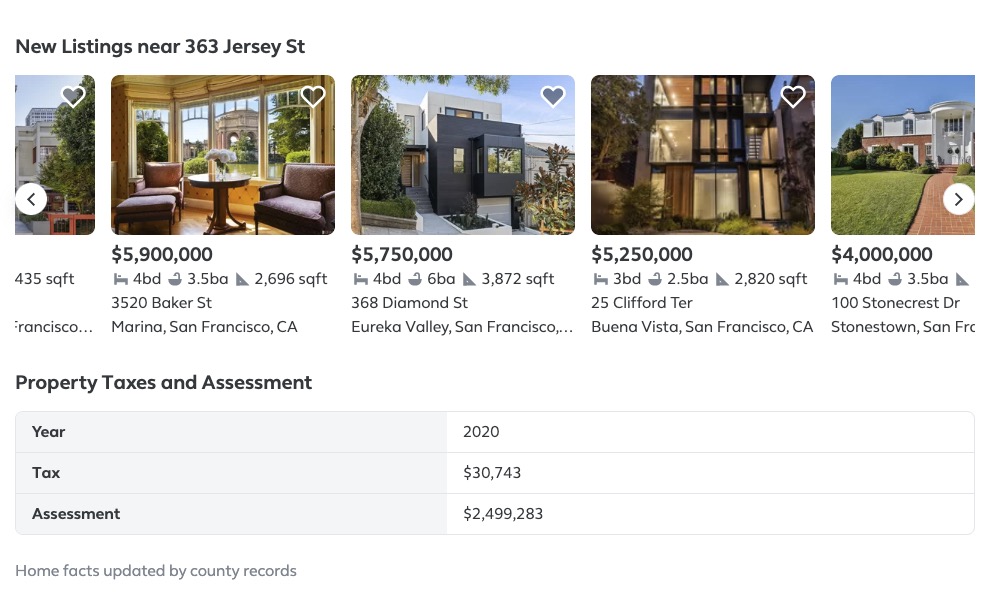 New Listings near 363 Jersey St
$5,900,000
$5,750,000
$5,250,000
$4,000,000
435 sqft
4bd 3.5ba 2,696 sqft
4bd 6ba 3,872 sqft
3bd 2.5ba 2,820 sqft
4bd 3.5ba
3520 Baker St
368 Diamond St
25 Clifford Ter
100 Stonecrest Dr
Francisco...
Marina, San Francisco, CA
Eureka Valley, San Francisco,...
Buena Vista, San Francisco, CA
Stonestown, San Frc
Property Taxes and Assessment
Year 2020
Tax $30,743
Assessment $2,499,283
Home facts updated by county records